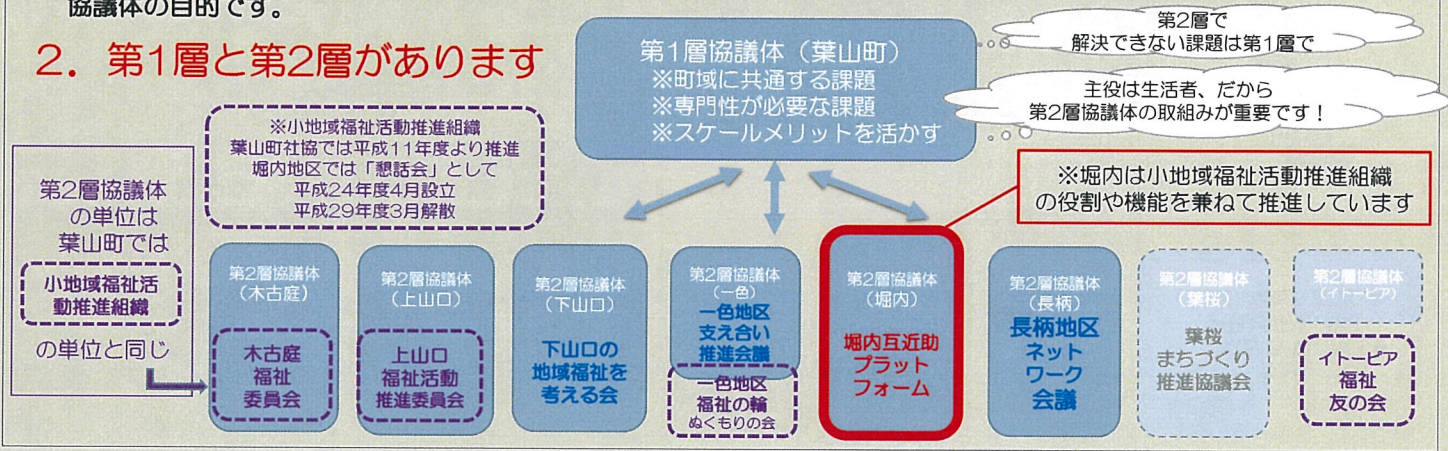 協議体の目的です。
2．第1層と第2層があります
第1層協議体（葉山町）
※町域に共通する課題
※専門性が必要な課題
※スケールメリットを活かす
第2層で
解決できない課題は第1層で
主役は生活者、だから
第2層協議体の取組みが重要です！
※小地域福祉活動推進組織
葉山町社協では平成11年度より推進
堀内地区では「懇話会」として
平成24年度4月設立
平成29年度3月解散
※堀内は小地域福祉活動推進組織
の役割や機能を兼ねて推進しています
第2層協議体
の単位は
葉山町では
小地域福祉活
動推進組織
の単位と同じ
第2層協議体
（木古庭）
木古庭
福祉
委員会
第2層協議体
（上山口）
上山口
福祉活動
推進委員会
第2層協議体
（下山口）
下山口の
地域福祉を
考える会
第2層協議体
（一色）
一色地区
支え合い
推進会議
一色地区
福祉の輪
ぬくもりの会
第2層協議体
（堀内）
堀内互近助
プラット
フォーム
第2層協議体
（長柄）
長柄地区
ネット
ワーク
会議
第2層協議体
（葉桜）
葉桜
まちづくり
推進協議会
第2層協議体
（イトーピア）
イトーピア
福祉
友の会